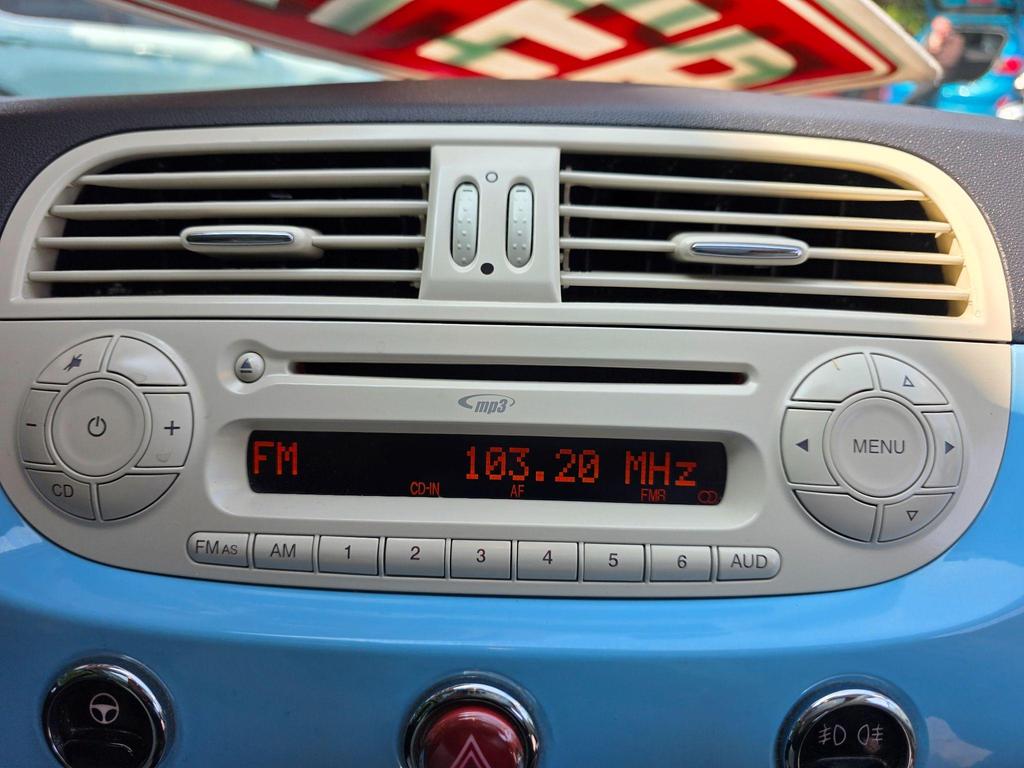 mp3
FM 103.20 MHz
CD-IN AF FMR
CD
MENU
FM AS AM 1 2 3 4 5 6 AUD